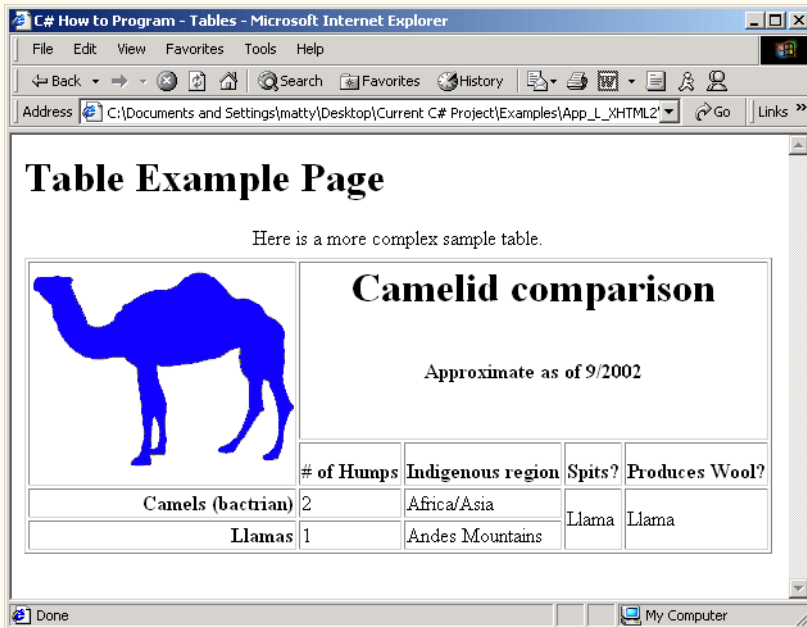 C# How to Program - Tables - Microsoft Internet Explorer
File Edit View Favorites Tools Help
Back Search Favorites History
Address C:\Documents and Settings\matty\Desktop\Current C# Project\Examples\App_L_XHTML2\ Go Links »
Table Example Page
Here is a more complex sample table.
Camelid comparison
Approximate as of 9/2002
# of Humps Indigenous region Spits? Produces Wool?
Camels (bactrian) 2 Africa/Asia Llama Llama
Llamas 1 Andes Mountains
Done My Computer